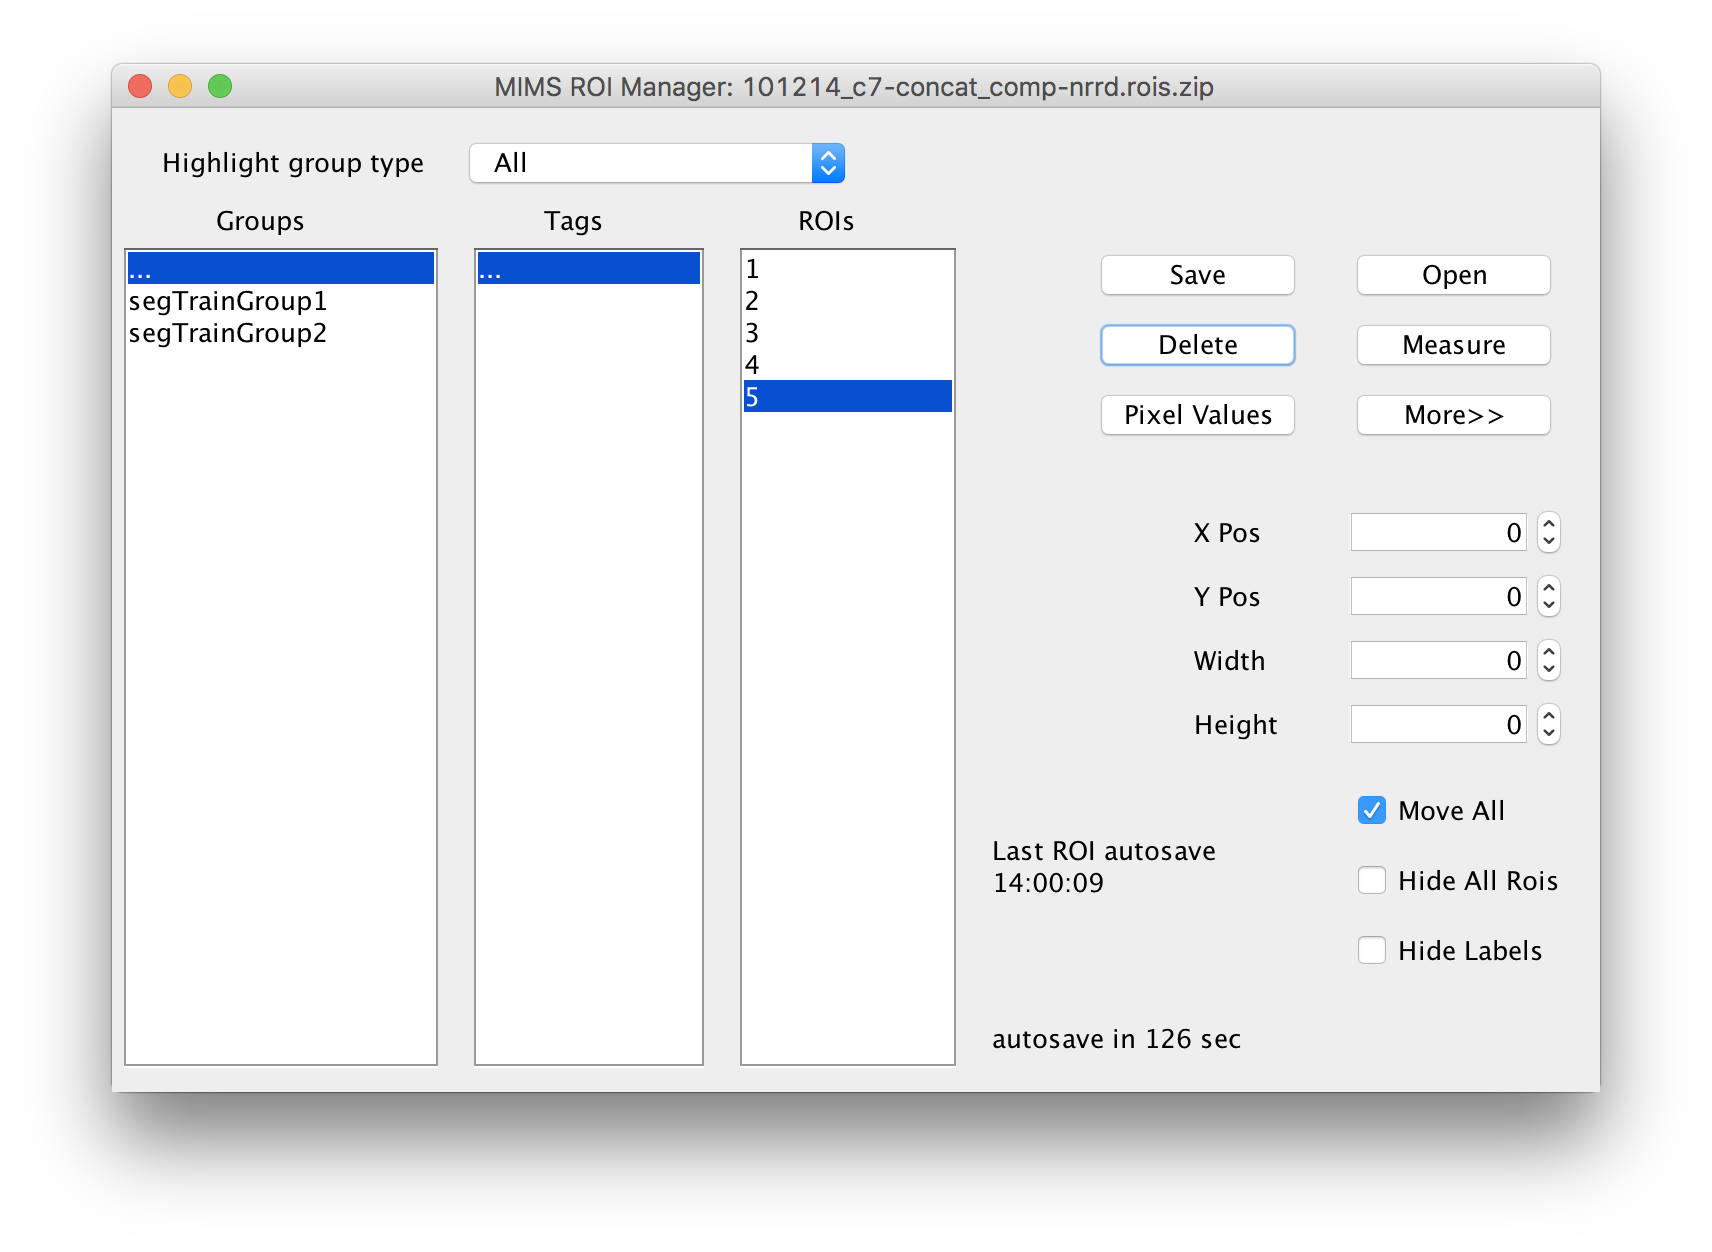 MIMS ROI Manager: 101214_c7-concat_comp-nrrd.rois.zip
Highlight group type All
Groups Tags ROIs
...
segTrainGroup1
segTrainGroup2
...
1
2
3
4
5
Save Open
Delete Measure
Pixel Values More>>
X Pos 0
Y Pos 0
Width 0
Height 0
Move All
Last ROI autosave
14:00:09
Hide All Rois
Hide Labels
autosave in 126 sec